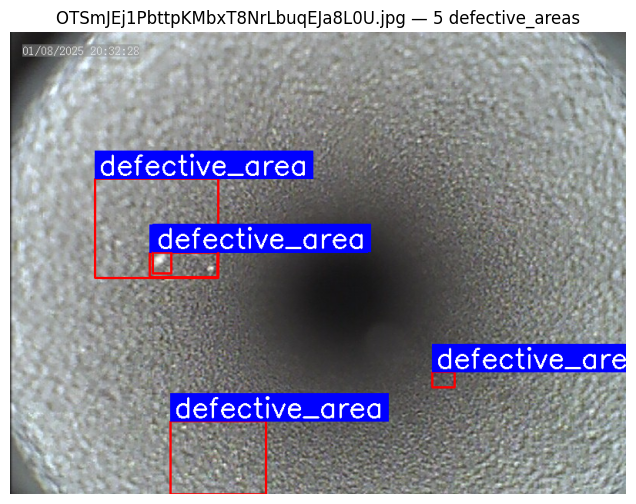 OTSmJEj1PbttpKMbxT8NrLbuqEJa8L0U.jpg — 5 defective_areas
01/08/2025 20:32:28
defective_area
defective_area
defective_are
defective_area